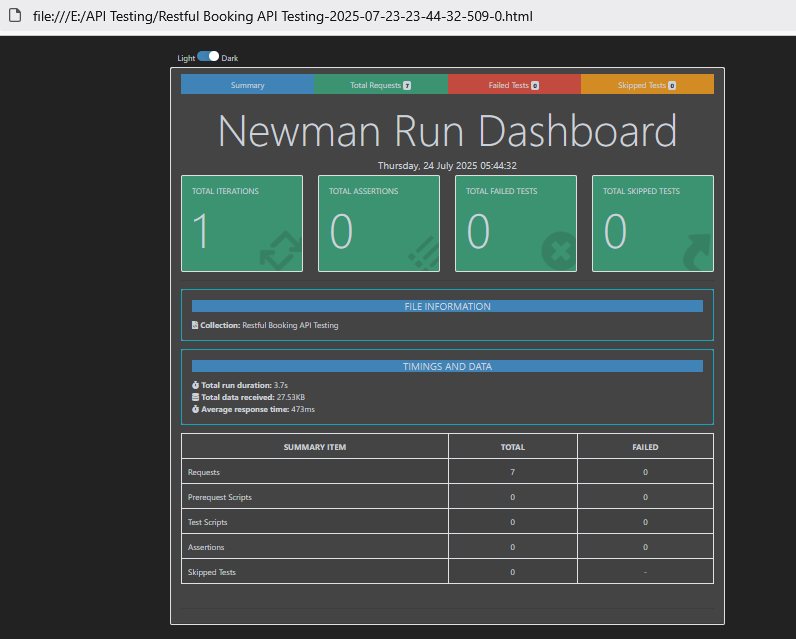 file:///E:/API Testing/Restful Booking API Testing-2025-07-23-23-44-32-509-0.html
Light Dark
Summary Total Requests 7 Failed Tests 0 Skipped Tests 0
Newman Run Dashboard
Thursday, 24 July 2025 05:44:32
TOTAL ITERATIONS TOTAL ASSERTIONS TOTAL FAILED TESTS TOTAL SKIPPED TESTS
1 0 0 0
FILE INFORMATION
Collection: Restful Booking API Testing
TIMINGS AND DATA
Total run duration: 3.7s
Total data received: 27.53KB
Average response time: 473ms
SUMMARY ITEM TOTAL FAILED
Requests 7 0
Prerequest Scripts 0 0
Test Scripts 0 0
Assertions 0 0
Skipped Tests 0 -